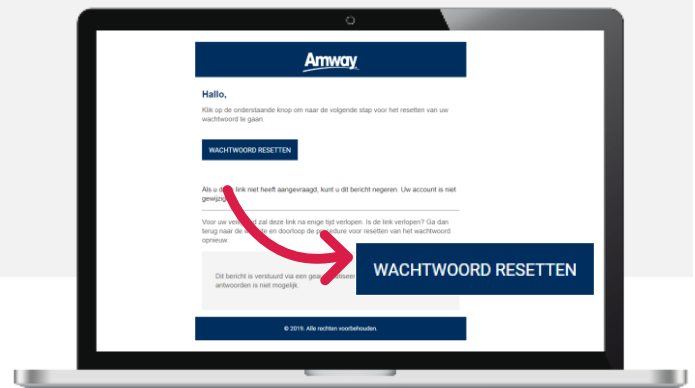 Amway
Hallo,
Klik op de onderstaande knop om naar de volgende stap voor het resetten van uw
wachtwoord te gaan.
WACHTWOORD RESETTEN
Als u link niet heeft aangevraagd, kunt u dit bericht negeren. Uw account is niet
Voor uw zal deze link na enige tijd verlopen. Is de link verlopen? Ga dan
terug naar de en doorloop de procedure voor resetten van het wachtwoord
opnieuw.
WACHTWOORD RESETTEN
Dit bericht is verstuurd via een
antwoorden is niet mogelijk.
© 2019. Alle rechten voorbehouden.